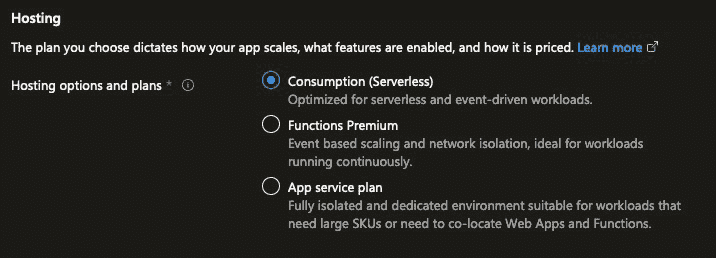 Hosting
The plan you choose dictates how your app scales, what features are enabled, and how it is priced. Learn more
Hosting options and plans *
Consumption (Serverless)
Optimized for serverless and event-driven workloads.
Functions Premium
Event based scaling and network isolation, ideal for workloads
running continuously.
App service plan
Fully isolated and dedicated environment suitable for workloads that
need large SKUs or need to co-locate Web Apps and Functions.